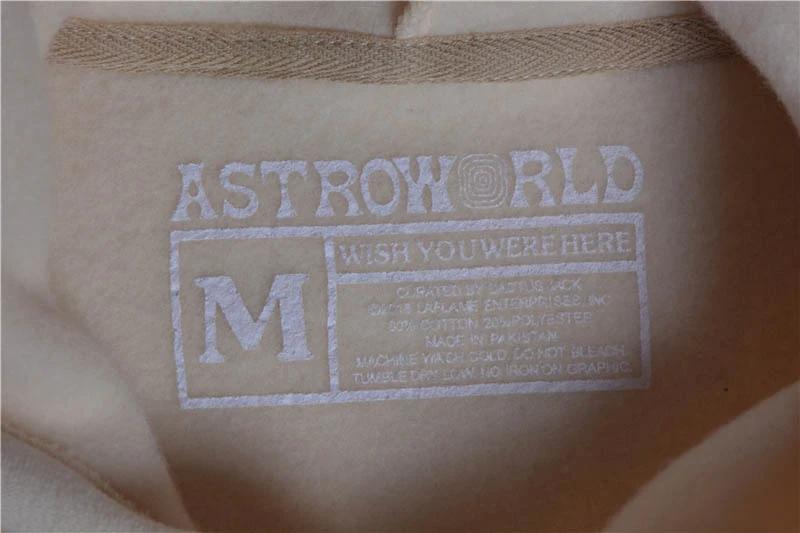 ASTROWORLD
M
WISH YOU WERE HERE
CURATED BY CACTUS JACK
©2018 LAFLAME ENTERPRISES, INC
80% COTTON 20% POLYESTER
MADE IN PAKISTAN
MACHINE WASH COLD. DO NOT BLEACH.
TUMBLE DRY LOW. NO IRON ON GRAPHIC.